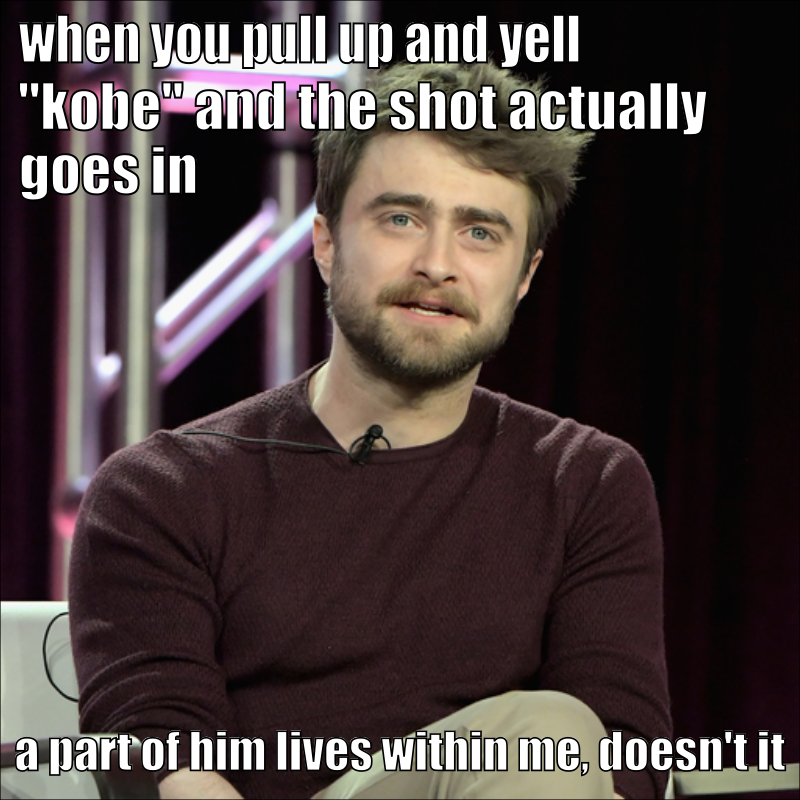 when you pull up and yell
"kobe" and the shot actually
goes in
a part of him lives within me, doesn't it